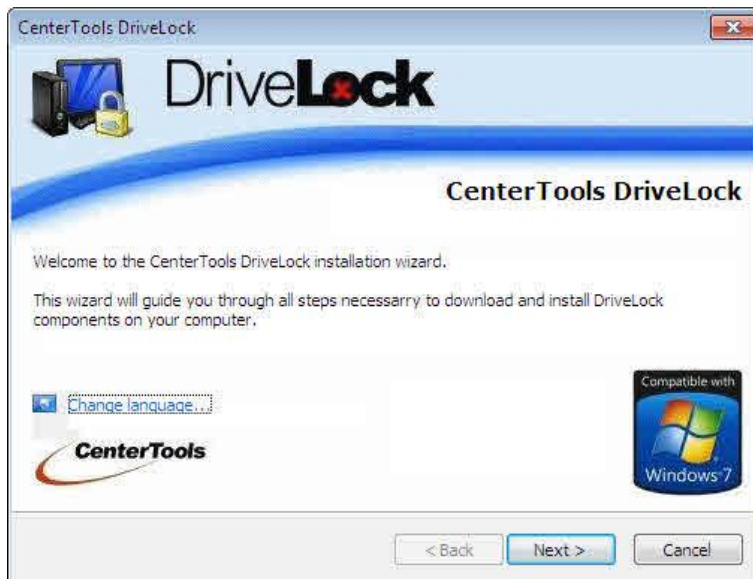 CenterTools DriveLock
DriveLock
CenterTools DriveLock
Welcome to the CenterTools DriveLock installation wizard.
This wizard will guide you through all steps necesarry to download and install DriveLock
components on your computer.
Change language...
Compatible with
Windows 7
CenterTools
< Back
Next >
Cancel